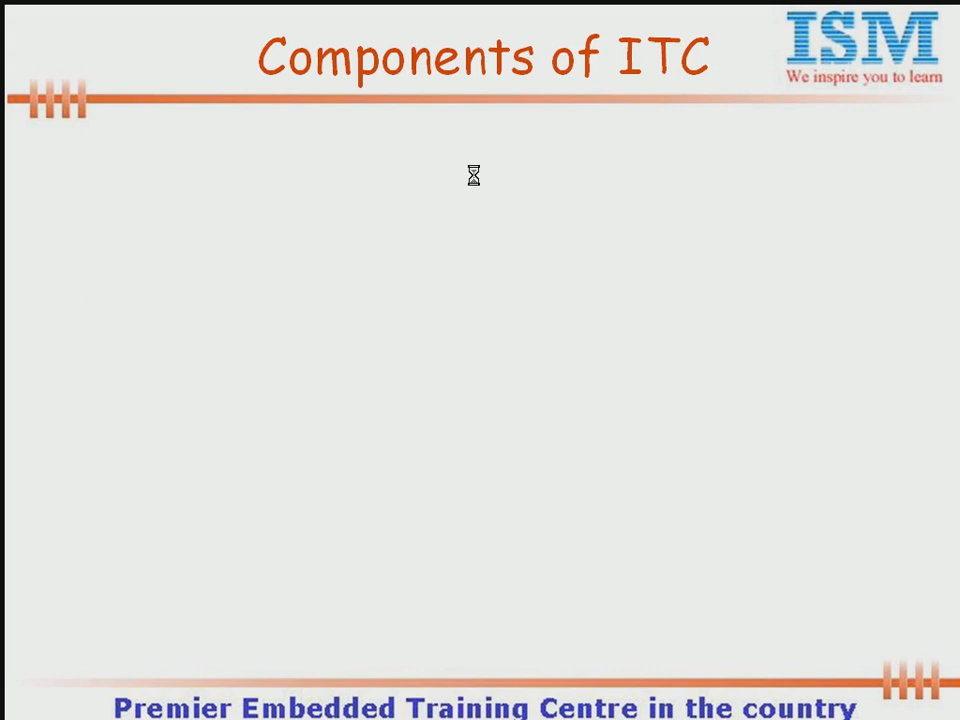 Components of ITC
ISM
We inspire you to learn
Premier Embedded Training Centre in the country